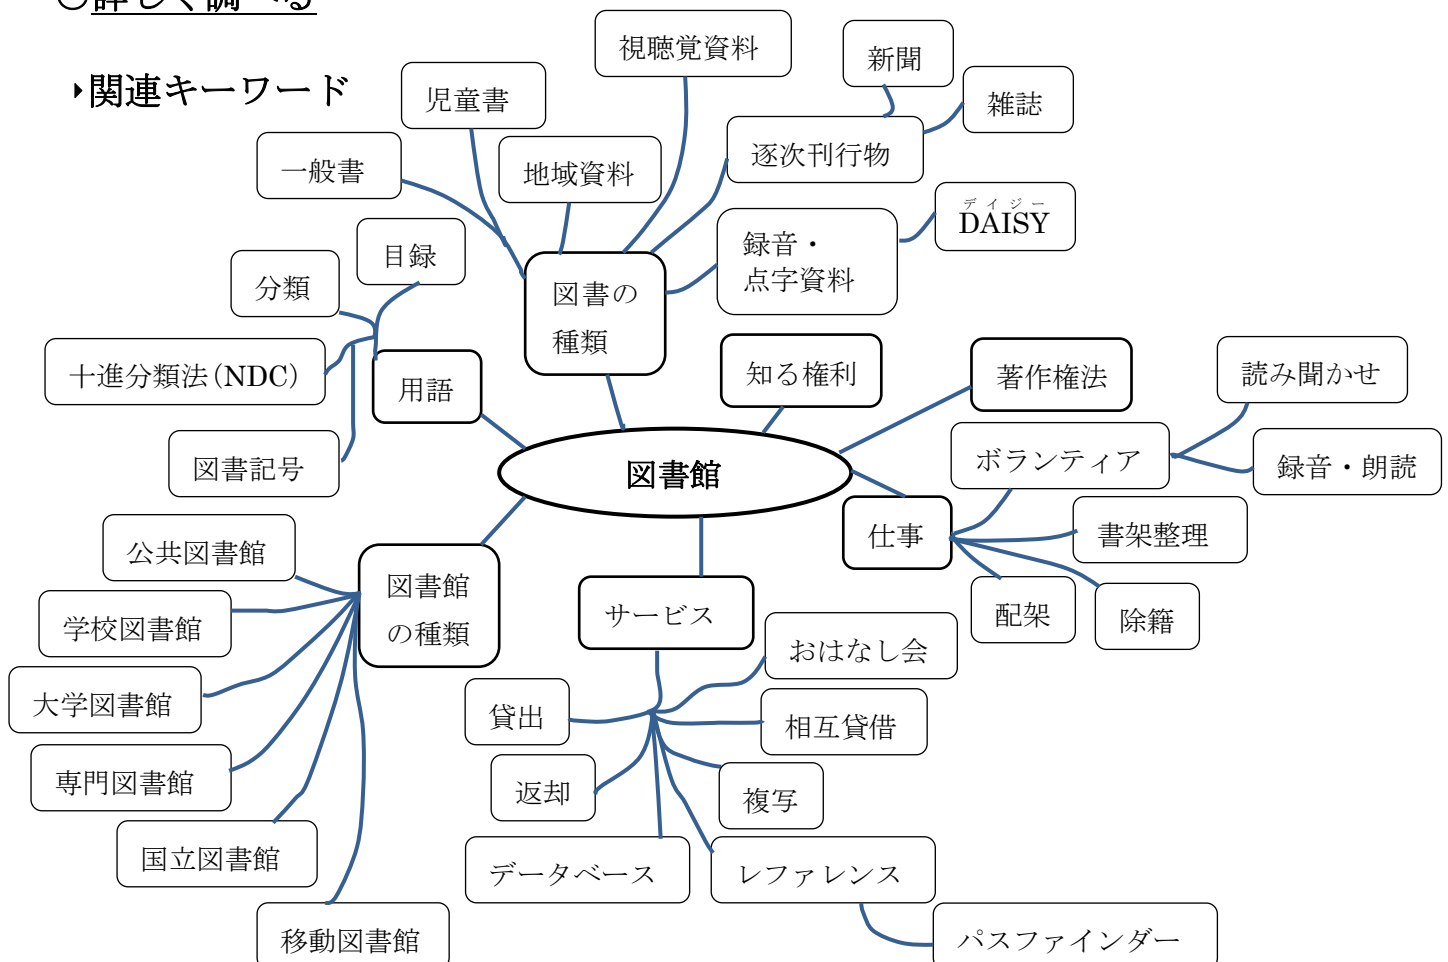 ○詳しく調べる
▸関連キーワード
視聴覚資料
新聞
児童書
雑誌
逐次刊行物
一般書
地域資料
デイジー
DAISY
録音・
点字資料
目録
分類
図書の
種類
十進分類法(NDC)
用語
知る権利
著作権法
読み聞かせ
図書記号
図書館
ボランティア
録音・朗読
仕事
書架整理
配架
除籍
公共図書館
図書館
の種類
学校図書館
大学図書館
専門図書館
国立図書館
移動図書館
サービス
おはなし会
貸出
相互貸借
返却
複写
データベース
レファレンス
パスファインダー